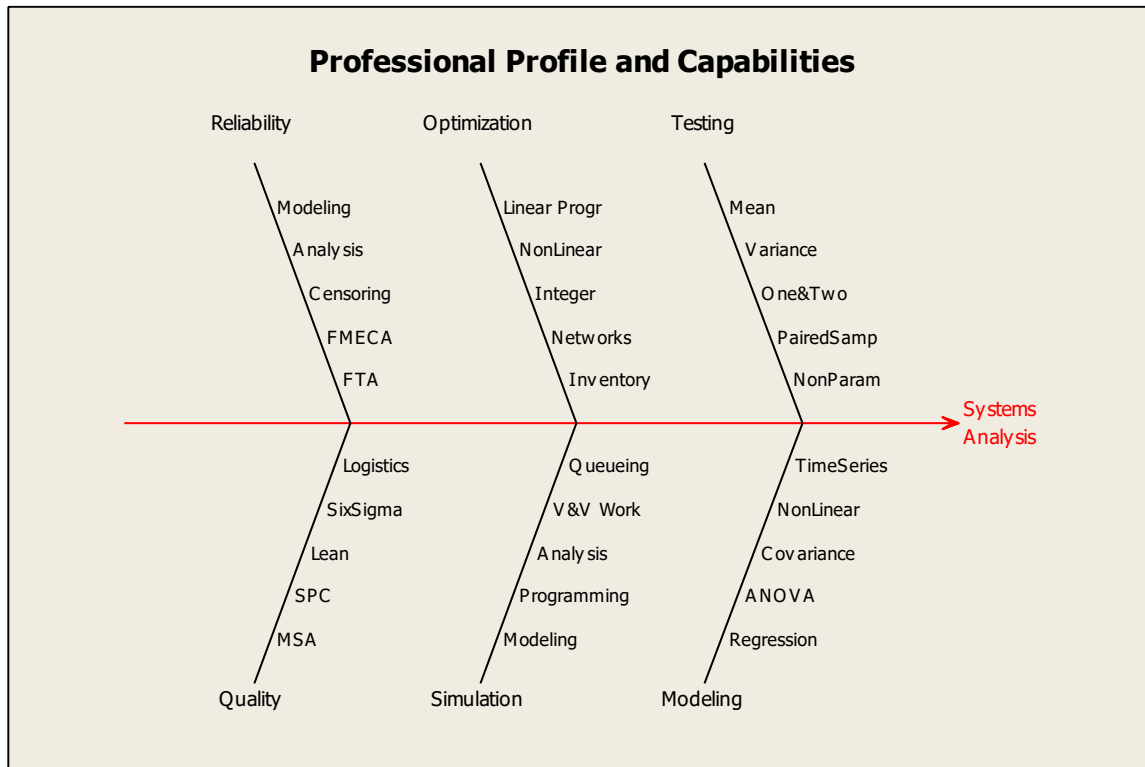 Professional Profile and Capabilities
Reliability
Optimization
Testing
Modeling
Analysis
Censoring
FMECA
FTA
Linear Progr
NonLinear
Integer
Networks
Inventory
Mean
Variance
One&Two
PairedSamp
NonParam
Systems
Analysis
Logistics
SixSigma
Lean
SPC
MSA
Queueing
V&V Work
Analysis
Programming
Modeling
TimeSeries
NonLinear
Covariance
ANOVA
Regression
Quality
Simulation
Modeling